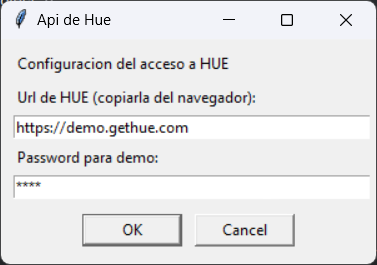 Api de Hue
Configuracion del acceso a HUE
Url de HUE (copiarla del navegador):
https://demo.gethue.com
Password para demo:
****
OK Cancel